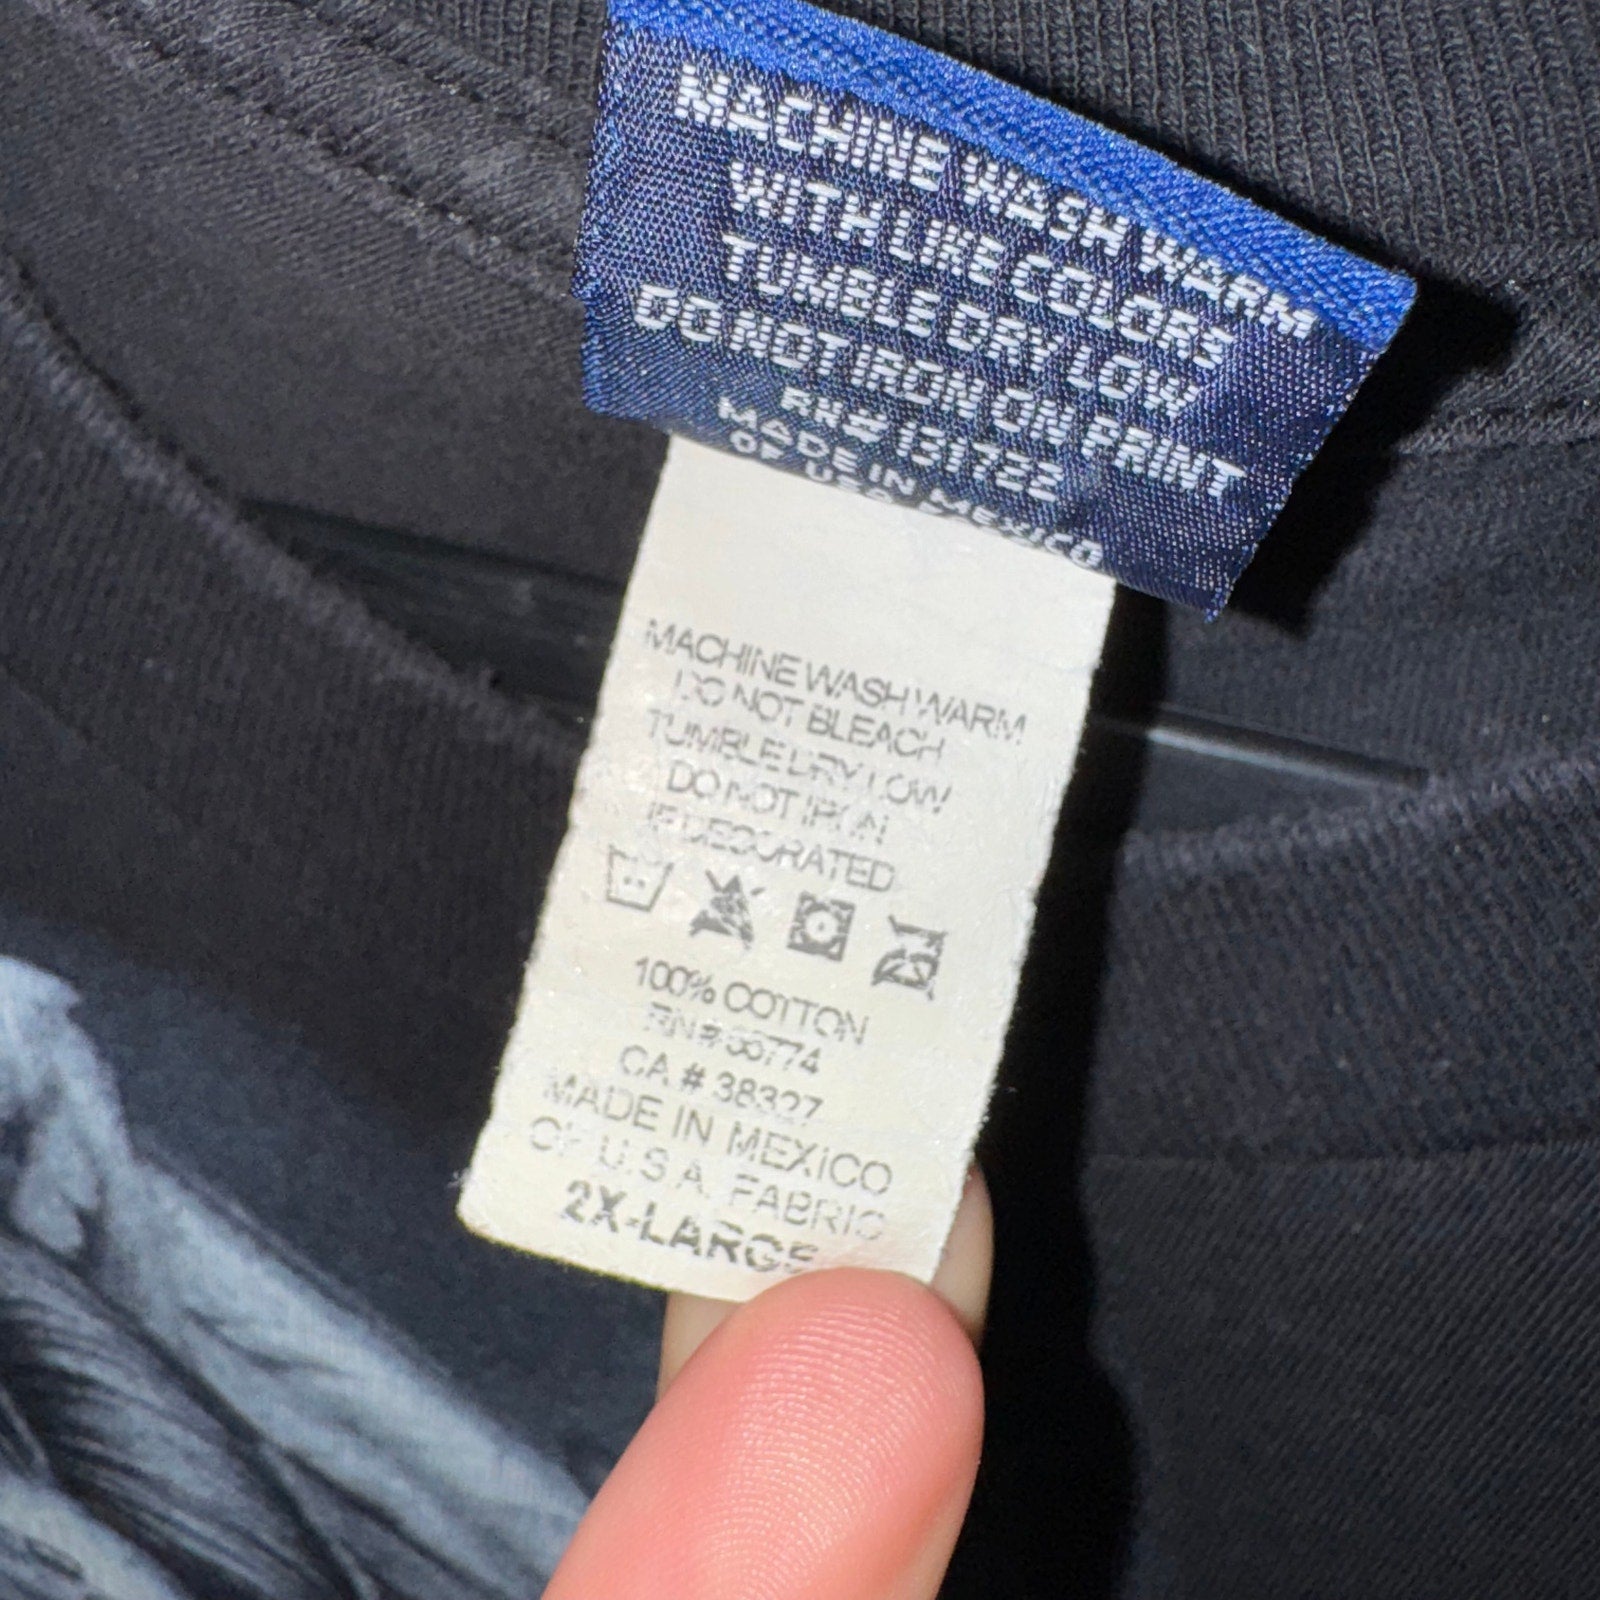 MACHINE WASH WARM
WITH LIKE COLORS
TUMBLE DRY LOW
DO NOT IRON ON PRINT
RN# 131722
MADE IN MEXICO
OF USA
MACHINE WASH WARM
DO NOT BLEACH
TUMBLE DRY LOW
DO NOT IRON
IF DECORATED
100% COTTON
CA # 38327
MADE IN MEXICO
OF U.S.A. FABRIC
2X-LARGE